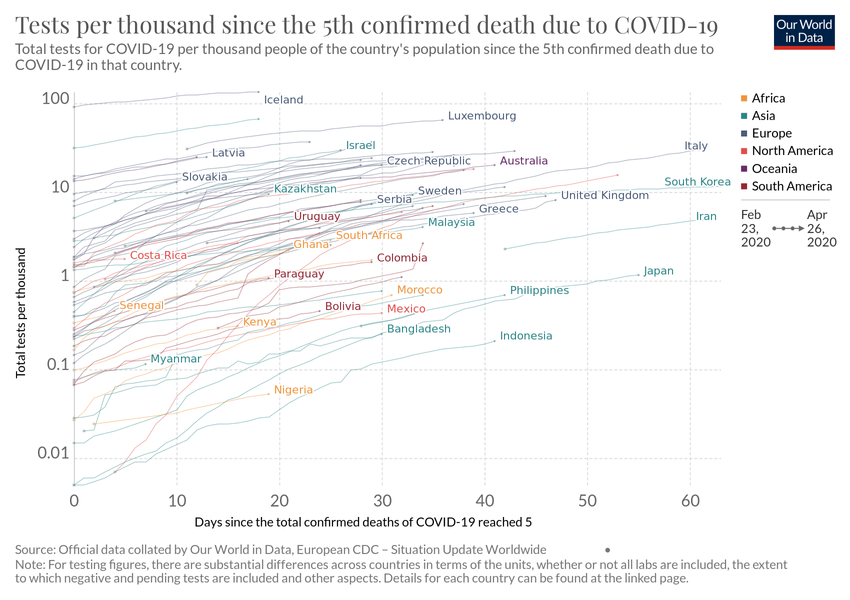 Tests per thousand since the 5th confirmed death due to COVID-19
Our World
in Data
Total tests for COVID-19 per thousand people of the country's population since the 5th confirmed death due to
COVID-19 in that country.
100
10
1
0.1
0.01
Total tests per thousand
Iceland
Luxembourg
Israel
Italy
Latvia
Czech Republic
Australia
Slovakia
South Korea
Kazakhstan
Sweden
United Kingdom
Serbia
Greece
Uruguay
Iran
Malaysia
South Africa
Ghana
Costa Rica
Colombia
Paraguay
Japan
Morocco
Philippines
Senegal
Bolivia
Mexico
Kenya
Bangladesh
Indonesia
Myanmar
Nigeria
0
10
20
30
40
50
60
Days since the total confirmed deaths of COVID-19 reached 5
Africa
Asia
Europe
North America
Oceania
South America
Feb
23,
2020
Apr
26,
2020
Source: Official data collated by Our World in Data, European CDC – Situation Update Worldwide
Note: For testing figures, there are substantial differences across countries in terms of the units, whether or not all labs are included, the extent
to which negative and pending tests are included and other aspects. Details for each country can be found at the linked page.